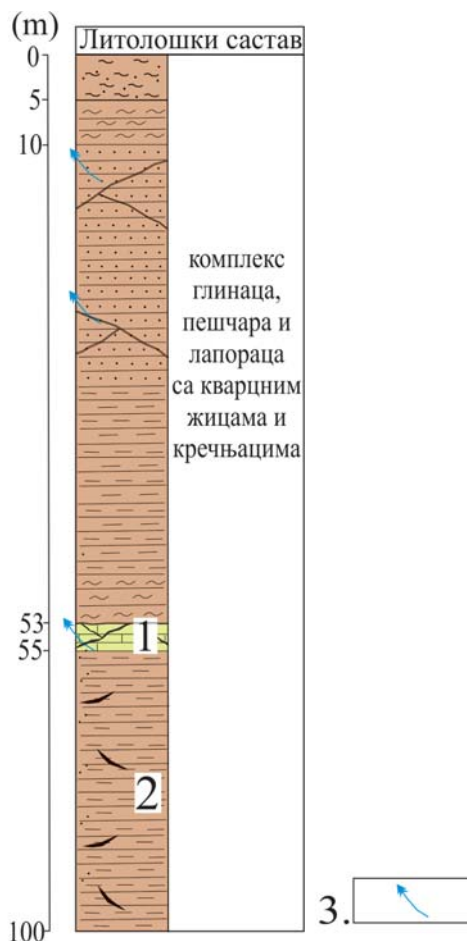 (m)
Литолошки састав
0
5
10
комплекс
глинаца,
пешчара и
лапораца
са кварцним
жицама и
кречњацима
53
1
55
2
3.
100